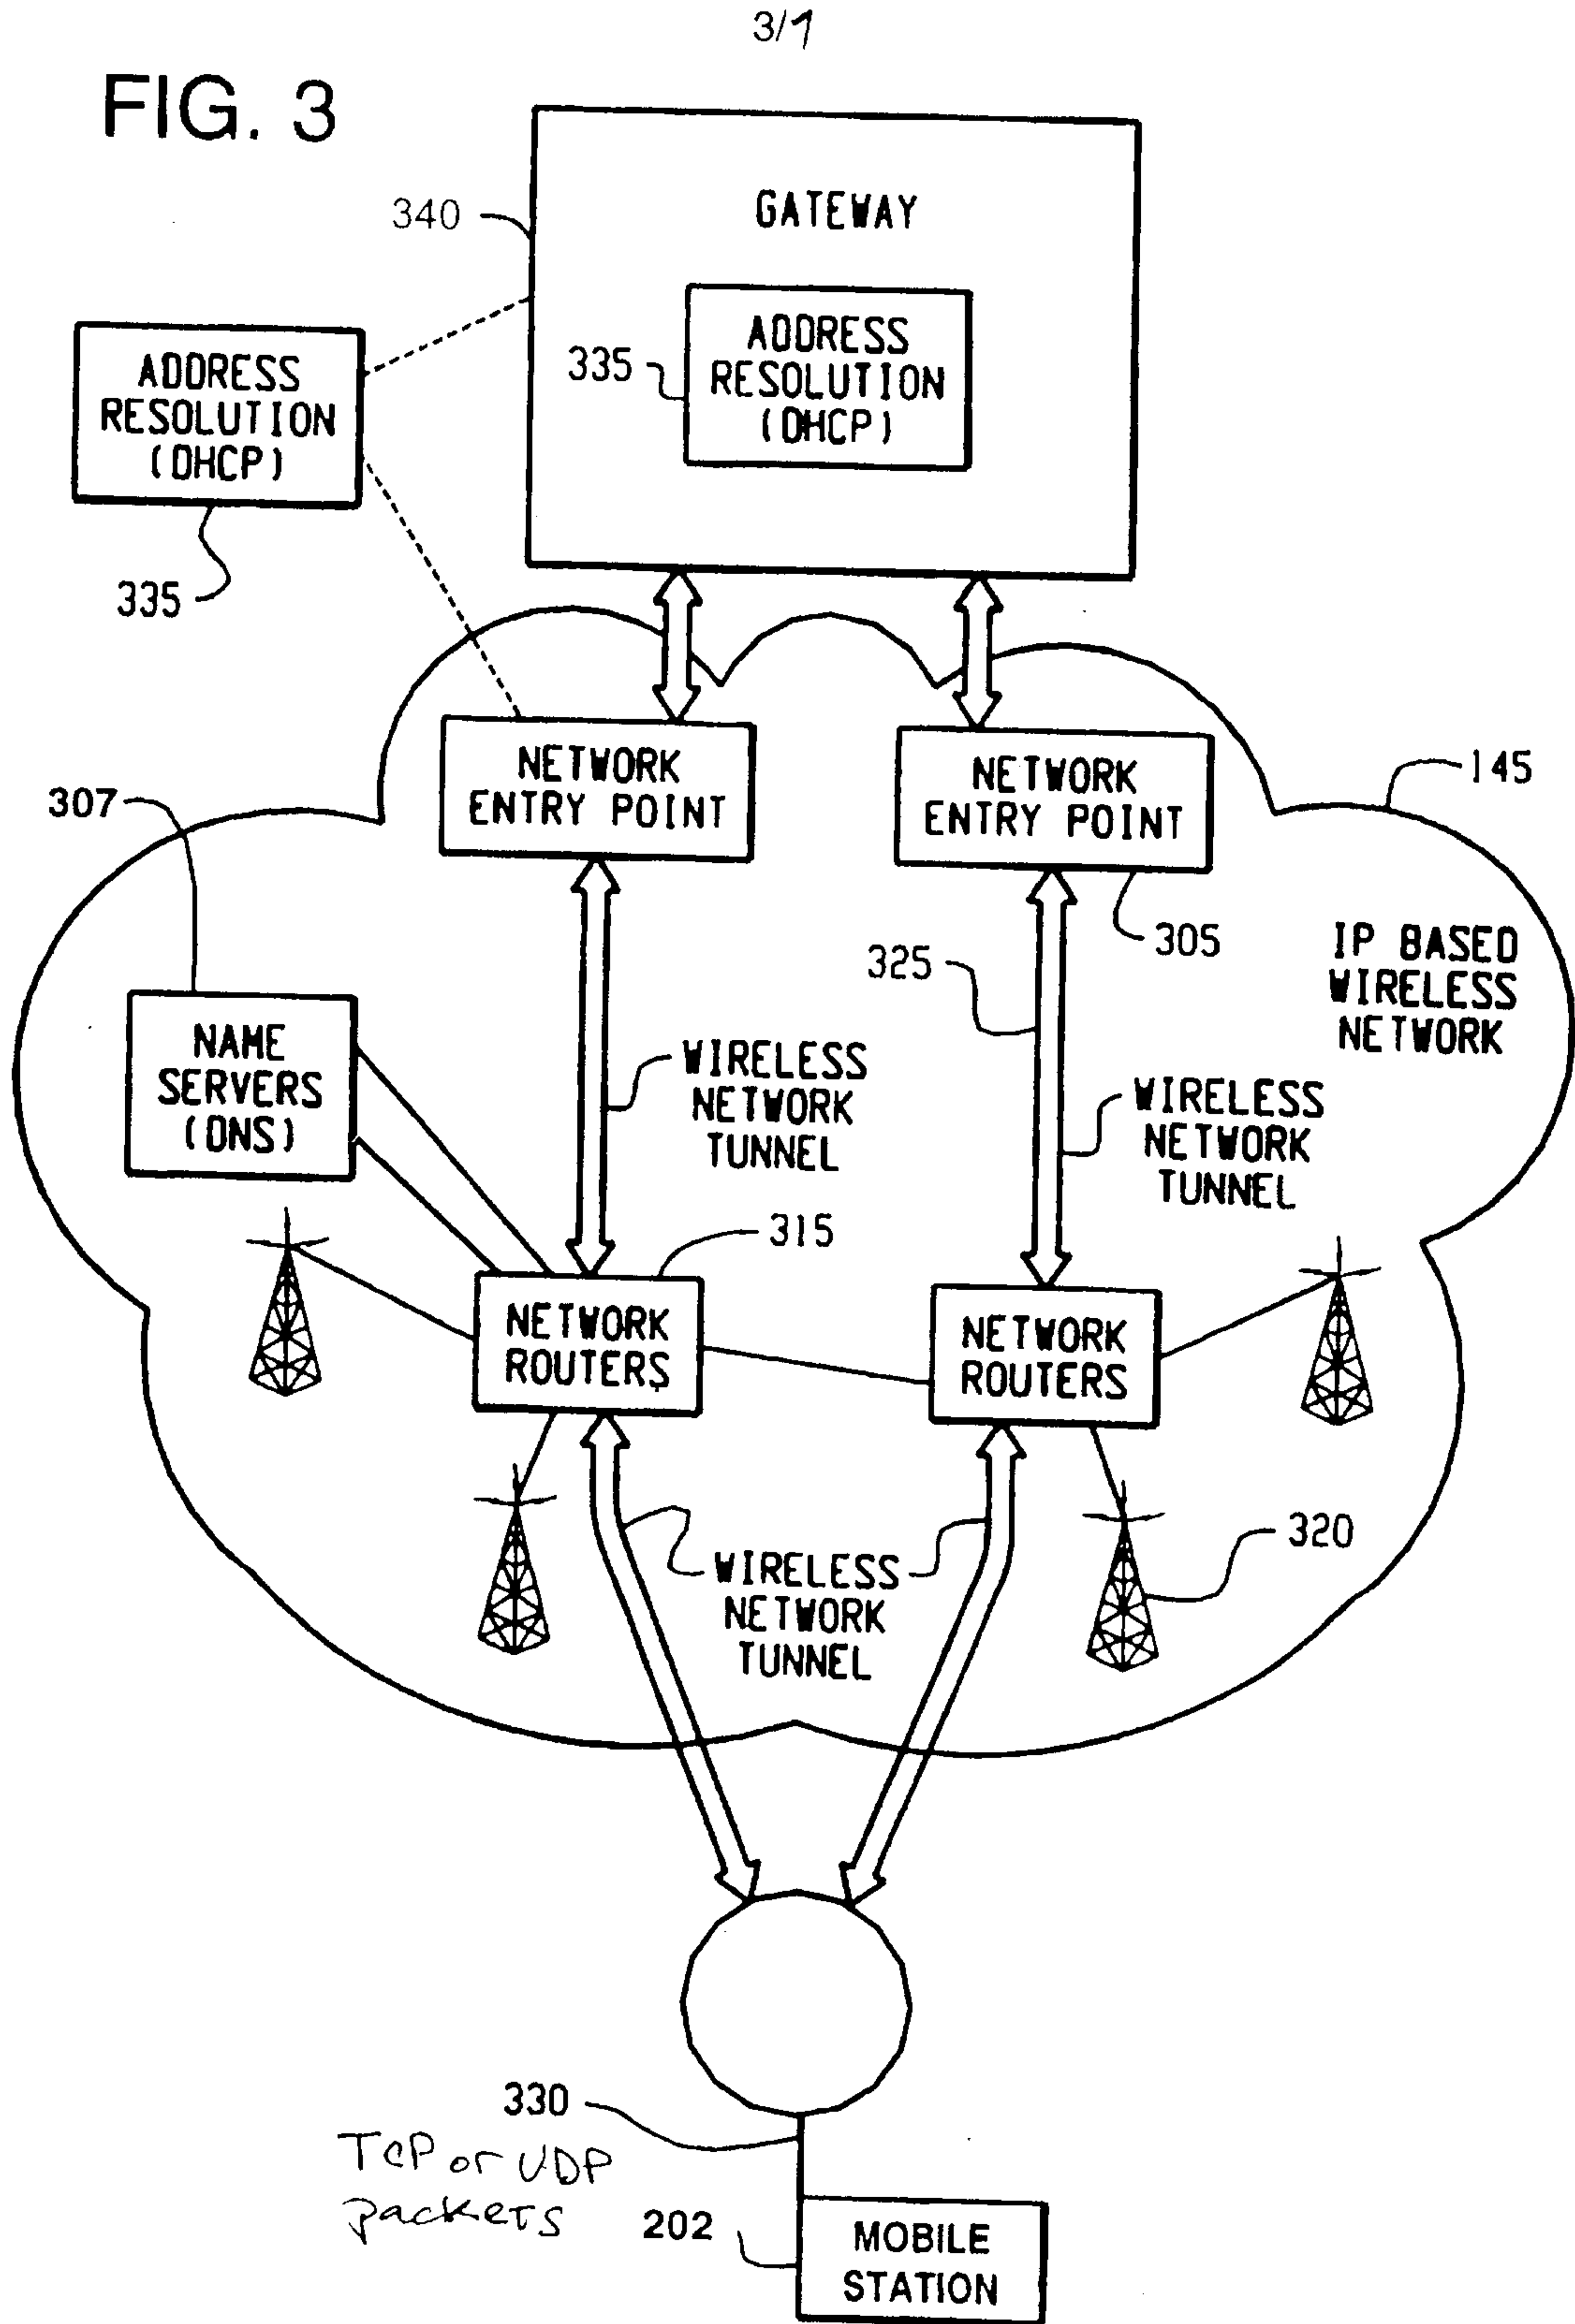 3/7
FIG. 3
340
GATEWAY
335
ADDRESS
RESOLUTION
(DHCP)
ADDRESS
RESOLUTION
(DHCP)
335
NETWORK
ENTRY POINT
NETWORK
ENTRY POINT
145
307
305
325
IP BASED
WIRELESS
NETWORK
NAME
SERVERS
(DNS)
WIRELESS
NETWORK
TUNNEL
WIRELESS
NETWORK
TUNNEL
315
NETWORK
ROUTERS
NETWORK
ROUTERS
320
WIRELESS
NETWORK
TUNNEL
330
TCP or UDP
packets
202
MOBILE
STATION